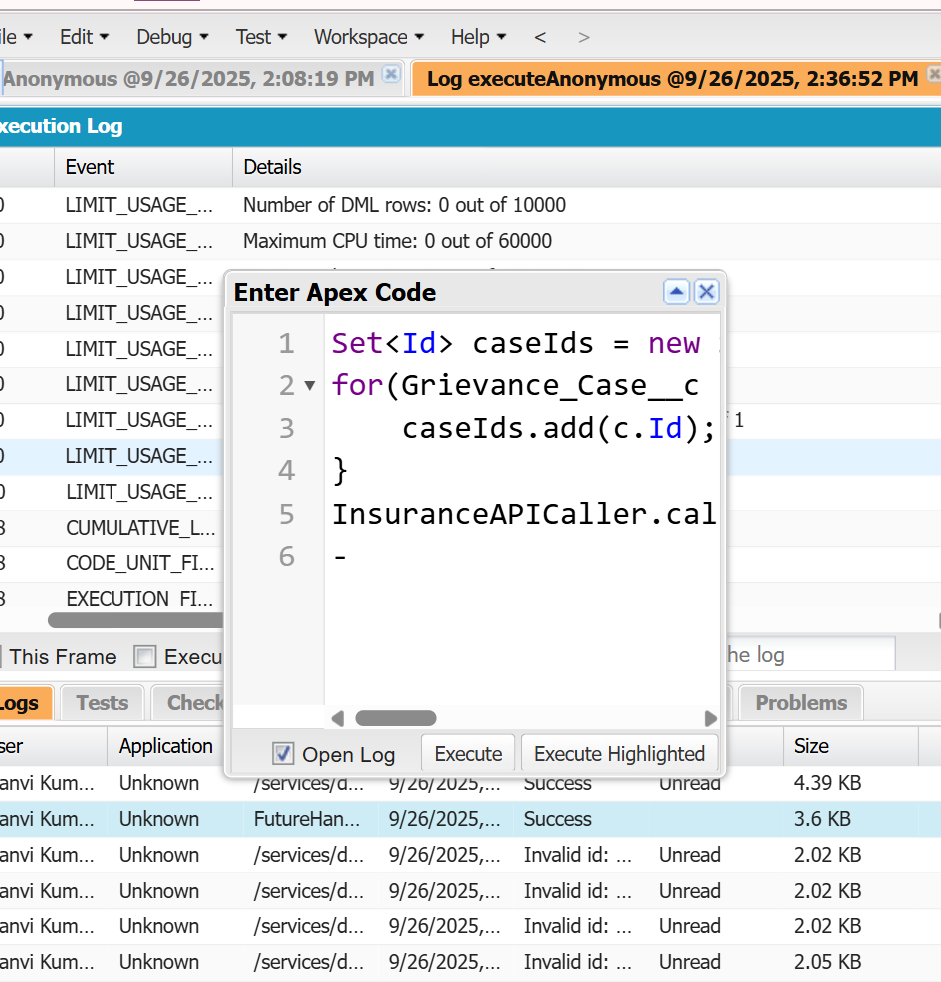 ile Edit Debug Test Workspace Help < >
Anonymous @9/26/2025, 2:08:19 PM Log executeAnonymous @9/26/2025, 2:36:52 PM
xecution Log
Event Details
0 LIMIT_USAGE_... Number of DML rows: 0 out of 10000
0 LIMIT_USAGE_... Maximum CPU time: 0 out of 60000
0 LIMIT_USAGE_...
0 LIMIT_USAGE_...
0 LIMIT_USAGE_...
0 LIMIT_USAGE_...
0 LIMIT_USAGE_... 1
0 LIMIT_USAGE_...
0 LIMIT_USAGE_...
8 CUMULATIVE_L...
8 CODE_UNIT_FI...
8 EXECUTION_FI...
Enter Apex Code
1 Set<Id> caseIds = new
2 for(Grievance_Case__c
3 caseIds.add(c.Id);
4 }
5 InsuranceAPICaller.cal
6 -
Open Log Execute Execute Highlighted
This Frame Execu he log
Logs Tests Check Problems
ser Application Size
anvi Kum... Unknown /services/d... 9/26/2025,... Success Unread 4.39 KB
anvi Kum... Unknown FutureHan... 9/26/2025,... Success 3.6 KB
anvi Kum... Unknown /services/d... 9/26/2025,... Invalid id: ... Unread 2.02 KB
anvi Kum... Unknown /services/d... 9/26/2025,... Invalid id: ... Unread 2.02 KB
anvi Kum... Unknown /services/d... 9/26/2025,... Invalid id: ... Unread 2.02 KB
anvi Kum... Unknown /services/d... 9/26/2025,... Invalid id: ... Unread 2.05 KB